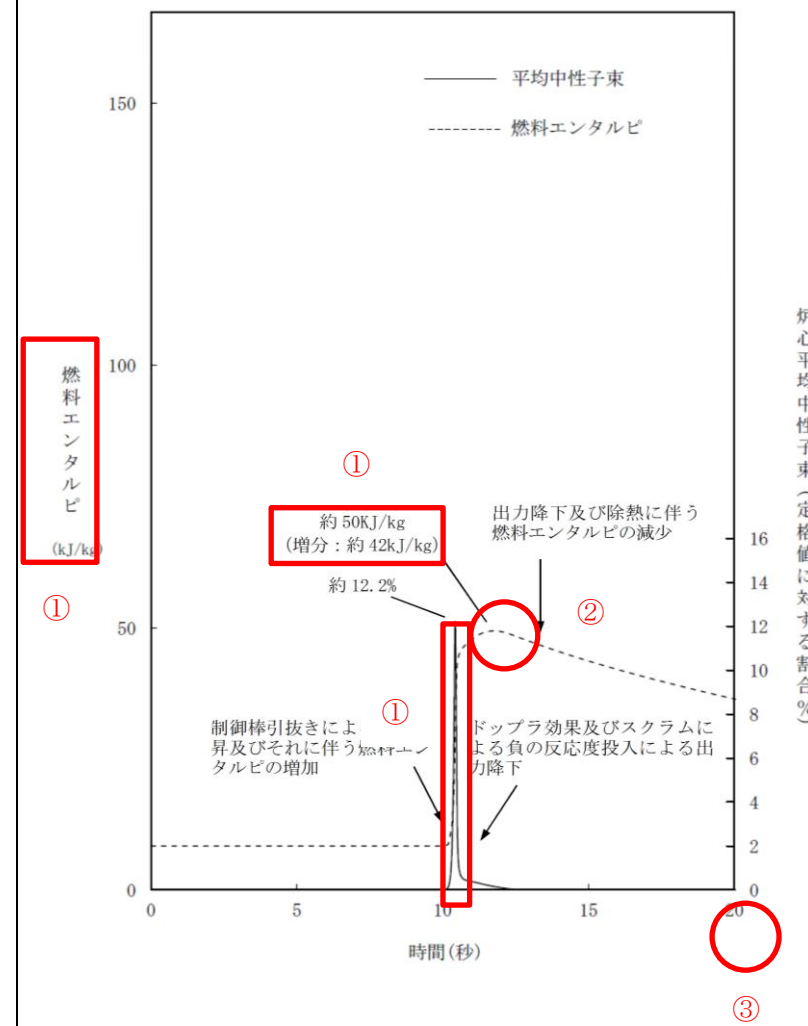 平均中性子束
燃料エンタルピ
150
100
50
0
燃料エンタルピ
(kJ/kg)
①
①
約 50KJ/kg
(増分：約 42kJ/kg)
約 12.2%
出力降下及び除熱に伴う
燃料エンタルピの減少
②
①
制御棒引抜きによ
昇及びそれに伴う燃料エン
タルピの増加
ドップラ効果及びスクラムに
よる負の反応度投入による出
力降下
16
14
12
10
8
6
4
2
0
炉心平均中性子束(定格値に対する割合%)
0
5
10
15
20
時間(秒)
③